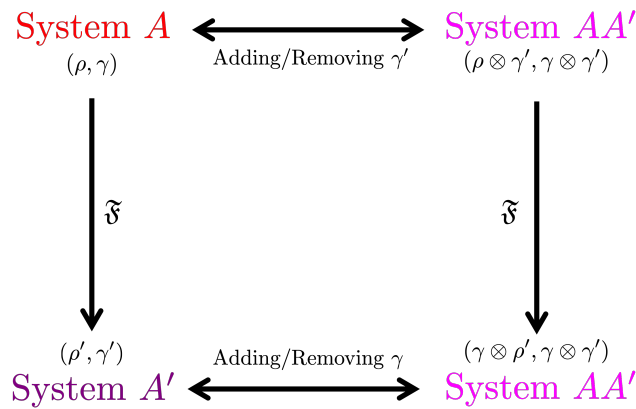 System A
(ρ, γ)
Adding/Removing γ′
System AA′
(ρ ⊗ γ′, γ ⊗ γ′)
𝔉
𝔉
(ρ′, γ′)
System A′
Adding/Removing γ
(γ ⊗ ρ′, γ ⊗ γ′)
System AA′